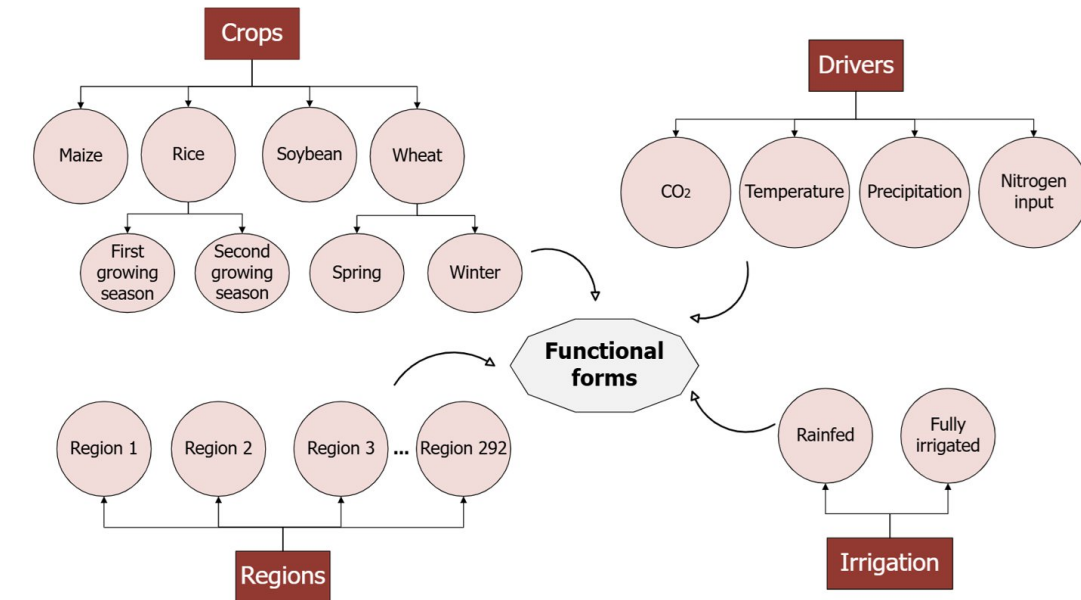 Crops
Maize
Rice
Soybean
Wheat
First
growing
season
Second
growing
season
Spring
Winter
Drivers
CO₂
Temperature
Precipitation
Nitrogen
input
Functional
forms
Region 1
Region 2
Region 3
...
Region 292
Regions
Rainfed
Fully
irrigated
Irrigation